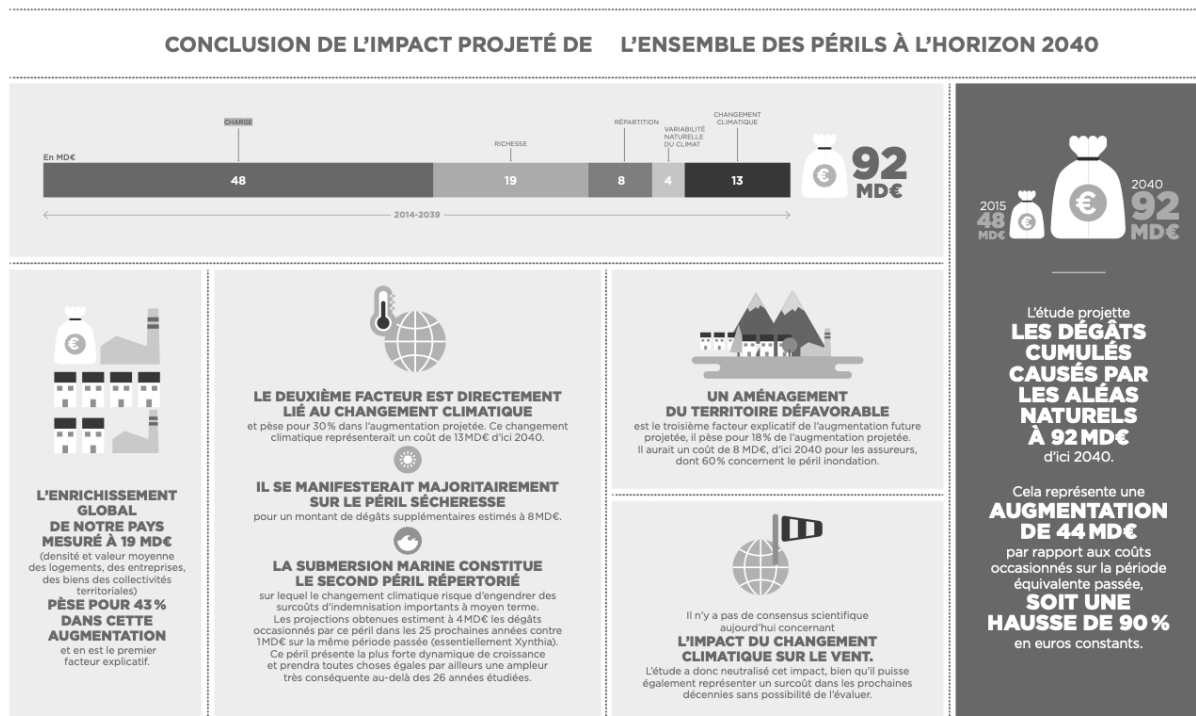 CONCLUSION DE L'IMPACT PROJETÉ DE L'ENSEMBLE DES PÉRILS À L'HORIZON 2040
CHARGE
RICHESSE
RÉPARTITION
VARIABILITÉ
NATURELLE
DU CLIMAT
CHANGEMENT
CLIMATIQUE
En MD€
48
19
8
4
13
€
92
MD€
2014-2039
2015
48
MD€
€
€
2040
92
MD€
L'étude projette
LES DÉGÂTS
CUMULÉS
CAUSÉS PAR
LES ALÉAS
NATURELS
À 92 MD€
d'ici 2040.
Cela représente une
AUGMENTATION
DE 44 MD€
par rapport aux coûts
occasionnés sur la période
équivalente passée,
SOIT UNE
HAUSSE DE 90 %
en euros constants.
€
L'ENRICHISSEMENT
GLOBAL
DE NOTRE PAYS
MESURÉ À 19 MD€
(densité et valeur moyenne
des logements, des entreprises,
des biens des collectivités
territoriales)
PÈSE POUR 43 %
DANS CETTE
AUGMENTATION
et en est le premier
facteur explicatif.
LE DEUXIÈME FACTEUR EST DIRECTEMENT
LIÉ AU CHANGEMENT CLIMATIQUE
et pèse pour 30 % dans l'augmentation projetée. Ce changement
climatique représenterait un coût de 13 MD€ d'ici 2040.
IL SE MANIFESTERAIT MAJORITAIREMENT
SUR LE PÉRIL SÉCHERESSE
pour un montant de dégâts supplémentaires estimés à 8 MD€.
LA SUBMERSION MARINE CONSTITUE
LE SECOND PÉRIL RÉPERTORIÉ
sur lequel le changement climatique risque d'engendrer des
surcoûts d'indemnisation importants à moyen terme.
Les projections obtenues estiment à 4 MD€ les dégâts
occasionnés par ce péril dans les 25 prochaines années contre
1 MD€ sur la même période passée (essentiellement Xynthia).
Ce péril présente la plus forte dynamique de croissance
et prendra toutes choses égales par ailleurs une ampleur
très conséquente au-delà des 26 années étudiées.
UN AMÉNAGEMENT
DU TERRITOIRE DÉFAVORABLE
est le troisième facteur explicatif de l'augmentation future
projetée, il pèse pour 18 % de l'augmentation projetée.
Il aurait un coût de 8 MD€, d'ici 2040 pour les assureurs,
dont 60 % concernent le péril inondation.
Il n'y a pas de consensus scientifique
aujourd'hui concernant
L'IMPACT DU CHANGEMENT
CLIMATIQUE SUR LE VENT.
L'étude a donc neutralisé cet impact, bien qu'il puisse
également représenter un surcoût dans les prochaines
décennies sans possibilité de l'évaluer.